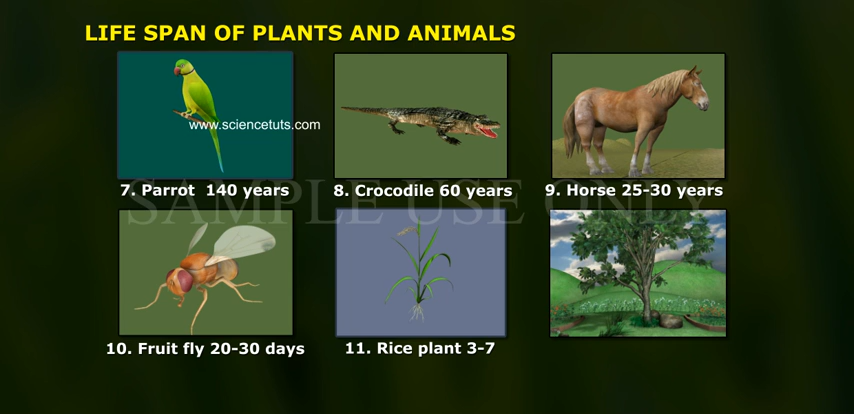 LIFE SPAN OF PLANTS AND ANIMALS
www.sciencetuts.com
7. Parrot 140 years
8. Crocodile 60 years
9. Horse 25-30 years
SAMPLE USE ONLY
10. Fruit fly 20-30 days
11. Rice plant 3-7